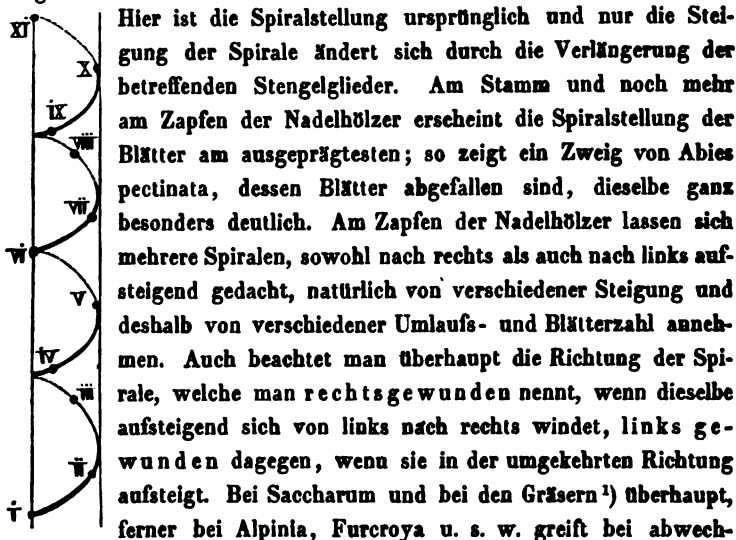 XI
X
IX
VIII
VII
VI
V
IV
III
II
I
Hier ist die Spiralstellung ursprünglich und nur die Stei-
gung der Spirale ändert sich durch die Verlängerung der
betreffenden Stengelglieder. Am Stamm und noch mehr
am Zapfen der Nadelhölzer erscheint die Spiralstellung der
Blätter am ausgeprägtesten; so zeigt ein Zweig von Abies
pectinata, dessen Blätter abgefallen sind, dieselbe ganz
besonders deutlich. Am Zapfen der Nadelhölzer lassen sich
mehrere Spiralen, sowohl nach rechts als auch nach links auf-
steigend gedacht, natürlich von verschiedener Steigung und
deshalb von verschiedener Umlaufs- und Blätterzahl anneh-
men. Auch beachtet man überhaupt die Richtung der Spi-
rale, welche man rechtsgewunden nennt, wenn dieselbe
aufsteigend sich von links nach rechts windet, links ge-
wunden dagegen, wenn sie in der umgekehrten Richtung
aufsteigt. Bei Saccharum und bei den Gräsern ¹) überhaupt,
ferner bei Alpinia, Furcroya u. s. w. greift bei abwech-